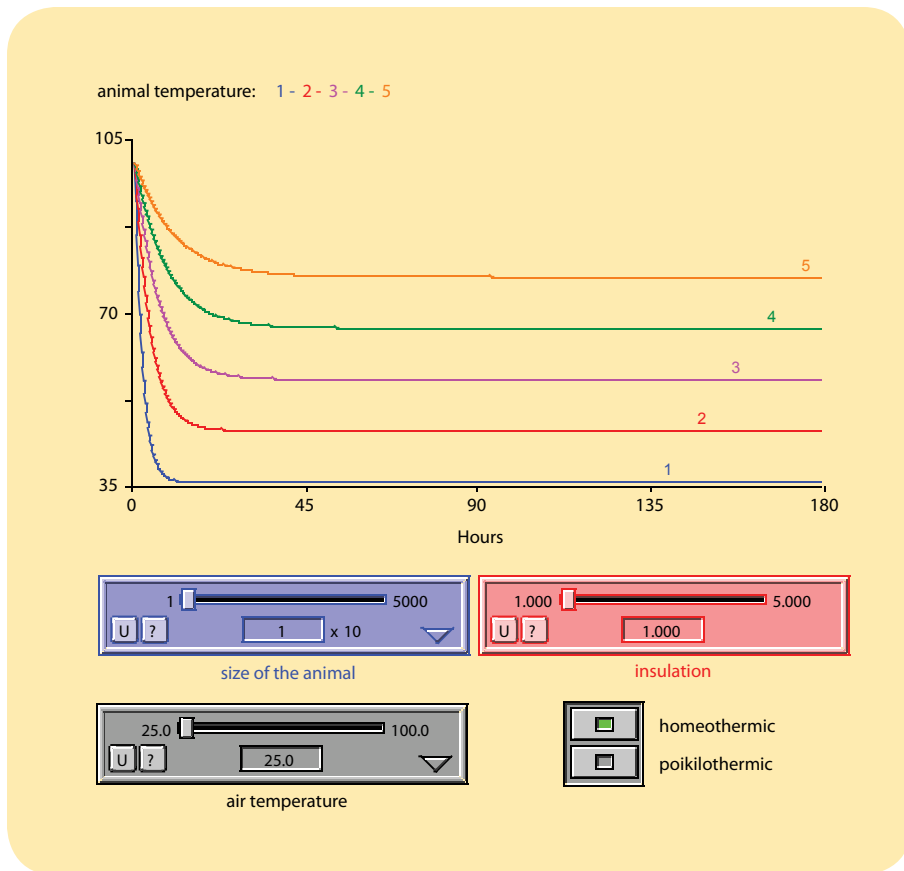 animal temperature: 1 - 2 - 3 - 4 - 5
105
70
35
5
4
3
2
1
0 45 90 135 180
Hours
1 5000
U ? 1 x 10
size of the animal
1.000 5.000
U ? 1.000
insulation
25.0 100.0
U ? 25.0
air temperature
homeothermic
poikilothermic